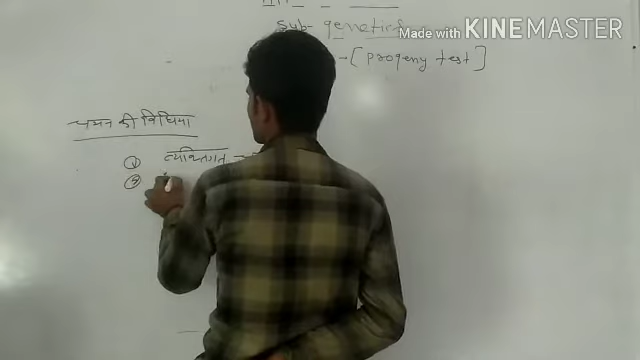 Sub- genetics
Made with KINEMASTER
- [ Progeny test ]
चयन की विधियां
① व्यक्तिगत
②